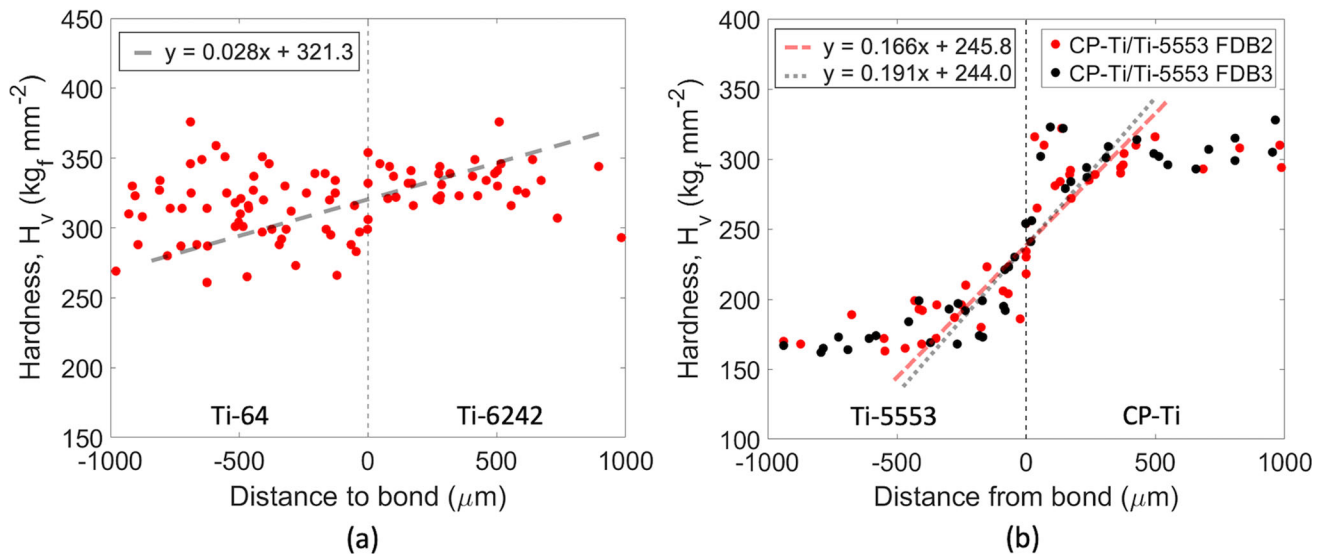 450
400
350
300
250
200
150
Hardness, Hᵥ (kg_f mm⁻²)
y = 0.028x + 321.3
Ti-64
Ti-6242
-1000
-500
0
500
1000
Distance to bond (μm)
(a)
400
350
300
250
200
150
100
Hardness, Hᵥ (kg_f mm⁻²)
y = 0.166x + 245.8
y = 0.191x + 244.0
CP-Ti/Ti-5553 FDB2
CP-Ti/Ti-5553 FDB3
Ti-5553
CP-Ti
-1000
-500
0
500
1000
Distance from bond (μm)
(b)